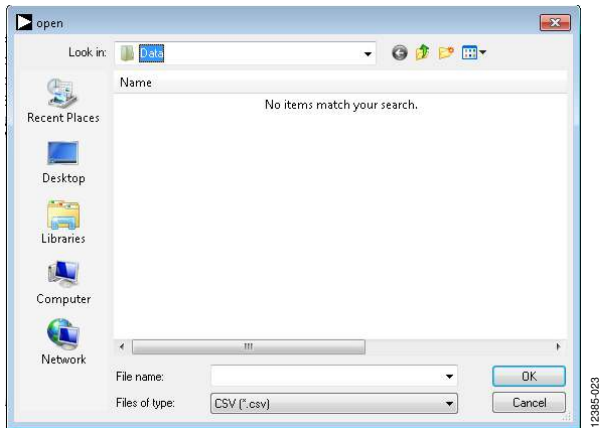 open
Look in:
Data
Name
No items match your search.
Recent Places
Desktop
Libraries
Computer
Network
File name:
OK
Files of type:
CSV (*.csv)
Cancel
12385-023